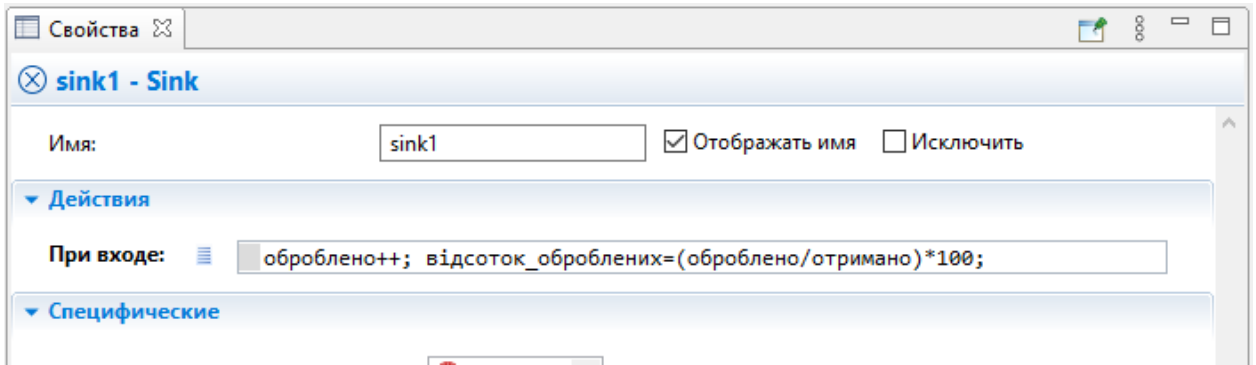 Свойства
sink1 - Sink
Имя: sink1 Отображать имя Исключить
Действия
При входе: оброблено++; відсоток_оброблених=(оброблено/отримано)*100;
Специфические